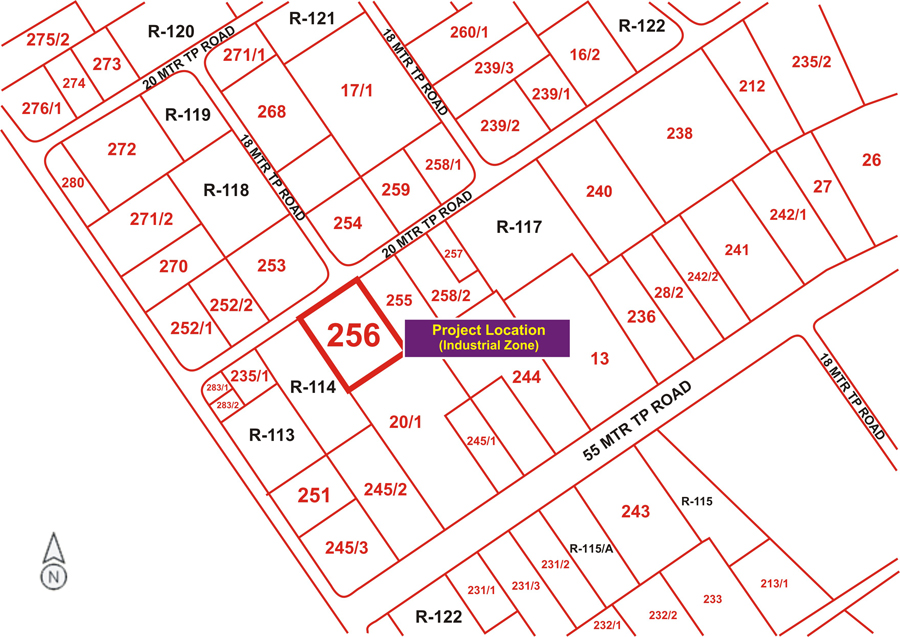 R-121
R-120
R-122
260/1
275/2
18 MTR TP ROAD
20 MTR TP ROAD
271/1
16/2
235/2
273
239/3
274
212
17/1
239/1
276/1
268
R-119
239/2
238
272
26
258/1
18 MTR TP ROAD
280
R-118
259
240
27
271/2
254
20 MTR TP ROAD
242/1
R-117
241
257
270
253
242/2
28/2
255
258/2
252/2
236
252/1
256
Project Location
(Industrial Zone)
13
235/1
244
283/1
R-114
18 MTR TP ROAD
283/2
20/1
55 MTR TP ROAD
R-113
245/1
251
245/2
R-115
243
245/3
R-115/A
231/2
N
231/1
231/3
213/1
233
R-122
232/2
232/1